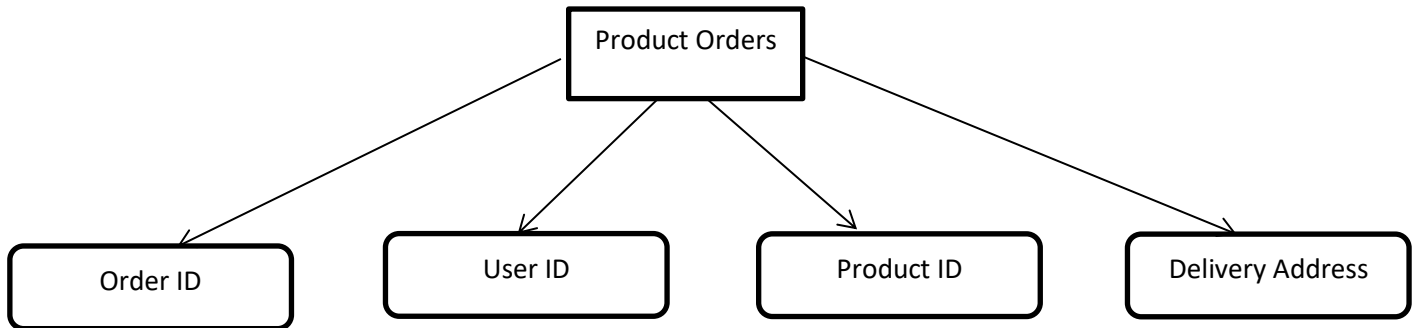 Product Orders
Order ID
User ID
Product ID
Delivery Address